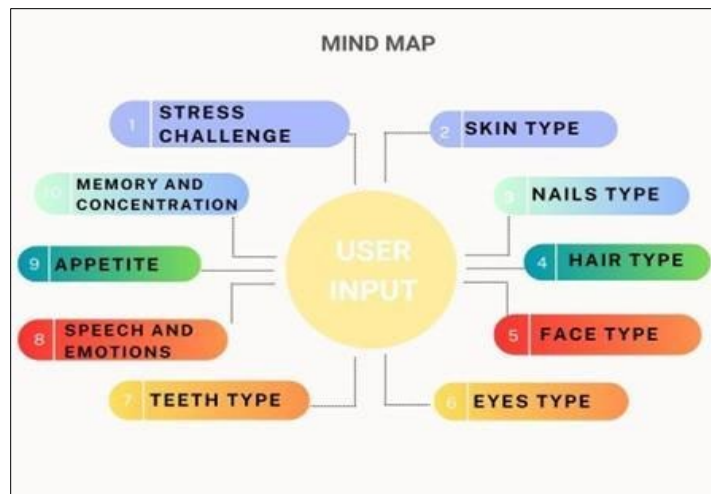 MIND MAP
1 STRESS
CHALLENGE
2 SKIN TYPE
3 NAILS TYPE
4 HAIR TYPE
5 FACE TYPE
6 EYES TYPE
7 TEETH TYPE
8 SPEECH AND
EMOTIONS
9 APPETITE
10 MEMORY AND
CONCENTRATION
USER
INPUT